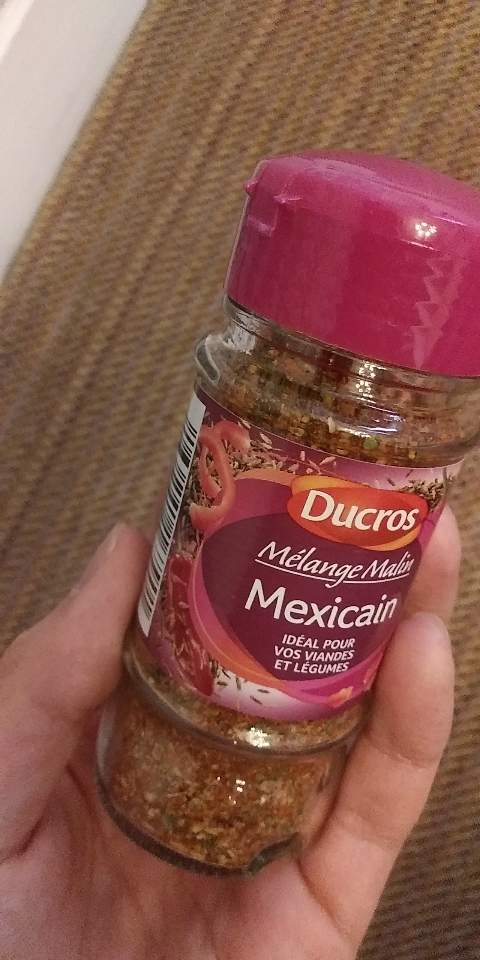 Ducros
Mélange Malin
Mexicain
IDÉAL POUR
VOS VIANDES
ET LÉGUMES